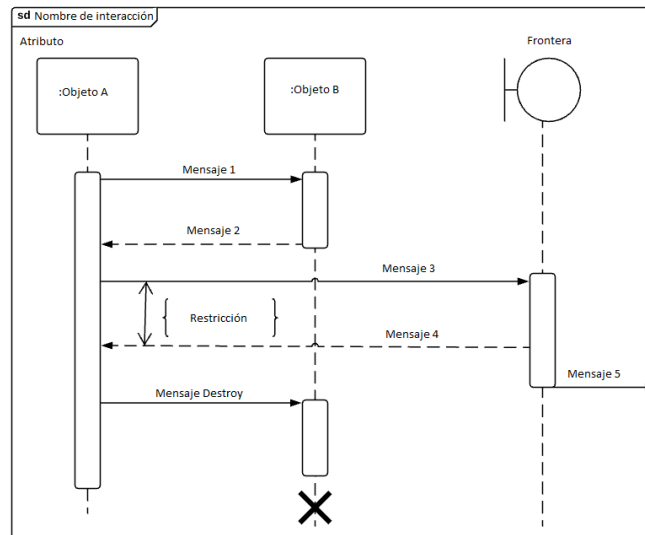 sd Nombre de interacción
Atributo
Frontera
:Objeto A
:Objeto B
Mensaje 1
Mensaje 2
Mensaje 3
{ Restricción }
Mensaje 4
Mensaje 5
Mensaje Destroy